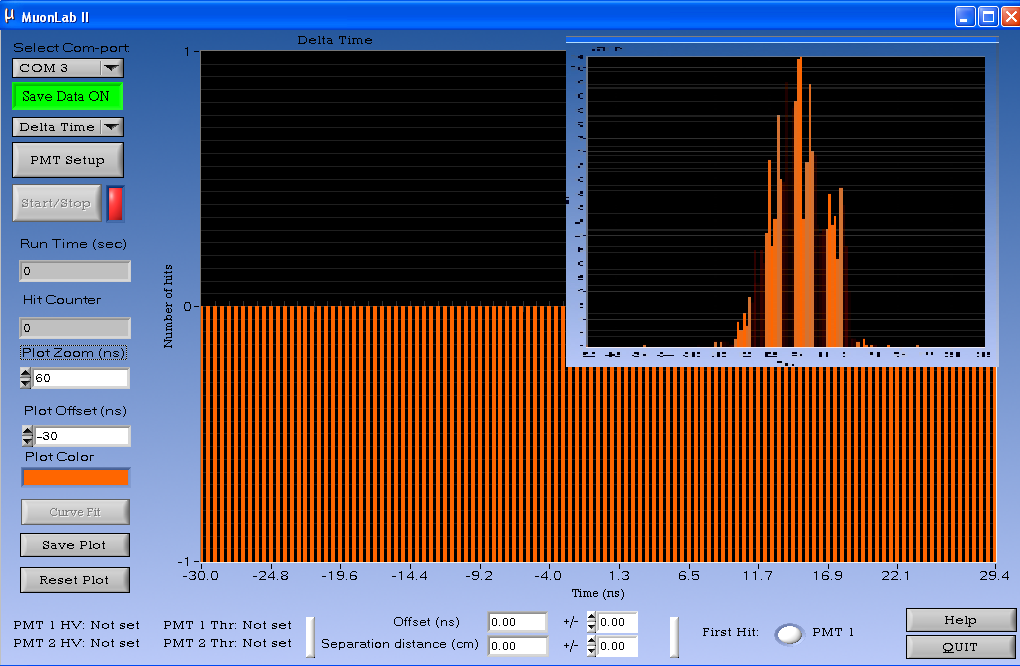 μ MuonLab II
Select Com-port
COM 3
Save Data ON
Delta Time
PMT Setup
Start/Stop
Run Time (sec)
0
Hit Counter
0
Plot Zoom (ns)
60
Plot Offset (ns)
-30
Plot Color
Curve Fit
Save Plot
Reset Plot
Delta Time
Number of hits
1
0
-1
-30.0 -24.8 -19.6 -14.4 -9.2 -4.0 1.3 6.5 11.7 16.9 22.1 29.4
Time (ns)
PMT 1 HV: Not set PMT 1 Thr: Not set
PMT 2 HV: Not set PMT 2 Thr: Not set
Offset (ns) 0.00 +/- 0.00
Separation distance (cm) 0.00 +/- 0.00
First Hit: PMT 1
Help
QUIT